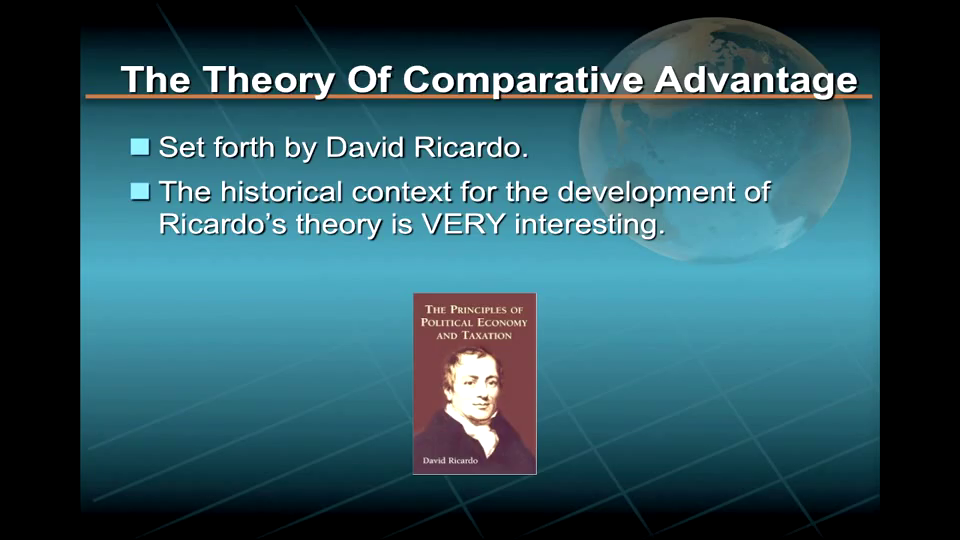 The Theory Of Comparative Advantage
Set forth by David Ricardo.
The historical context for the development of
Ricardo's theory is VERY interesting.
THE PRINCIPLES OF
POLITICAL ECONOMY
AND TAXATION
David Ricardo